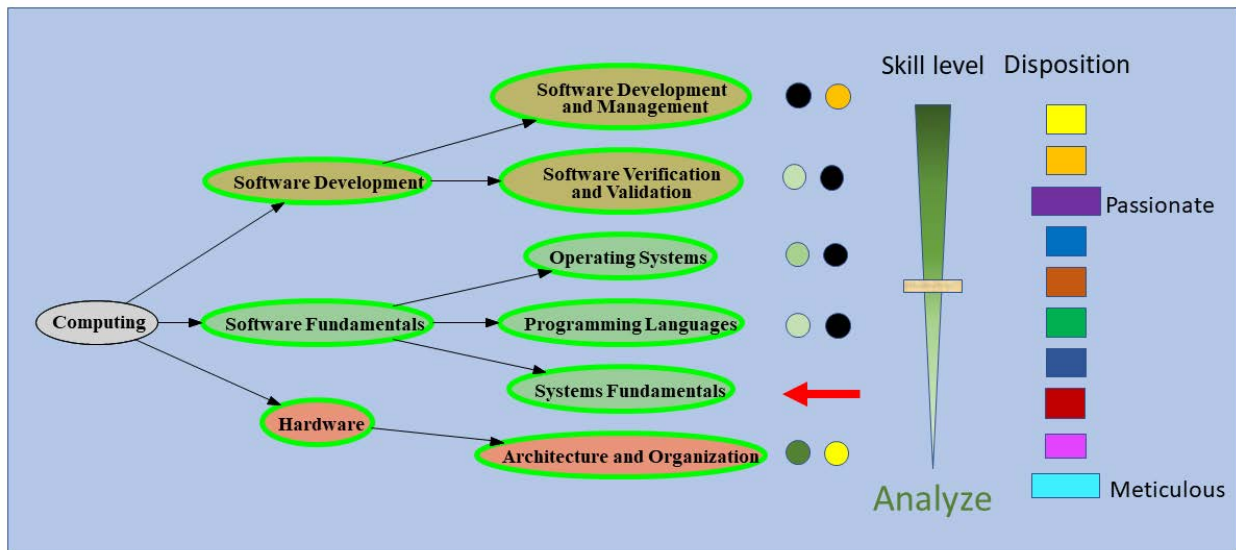 Skill level
Disposition
Software Development
and Management
Software Development
Software Verification
and Validation
Passionate
Operating Systems
Computing
Software Fundamentals
Programming Languages
Systems Fundamentals
Hardware
Architecture and Organization
Analyze
Meticulous